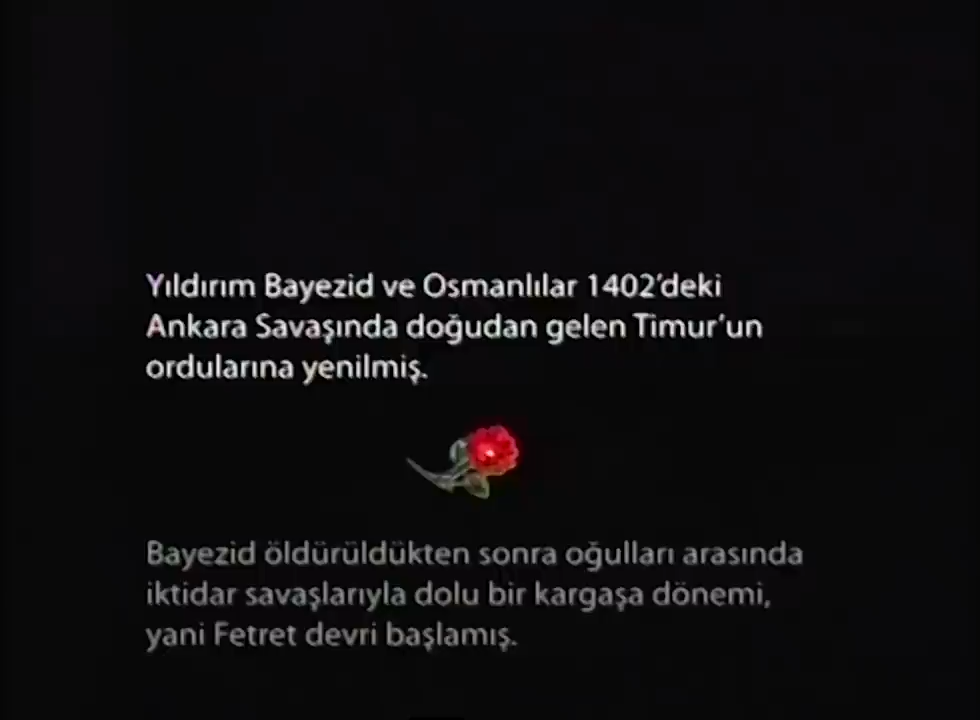 Yıldırım Bayezid ve Osmanlılar 1402'deki
Ankara Savaşında doğudan gelen Timur'un
ordularına yenilmiş.
Bayezid öldürüldükten sonra oğulları arasında
iktidar savaşlarıyla dolu bir kargaşa dönemi,
yani Fetret devri başlamış.